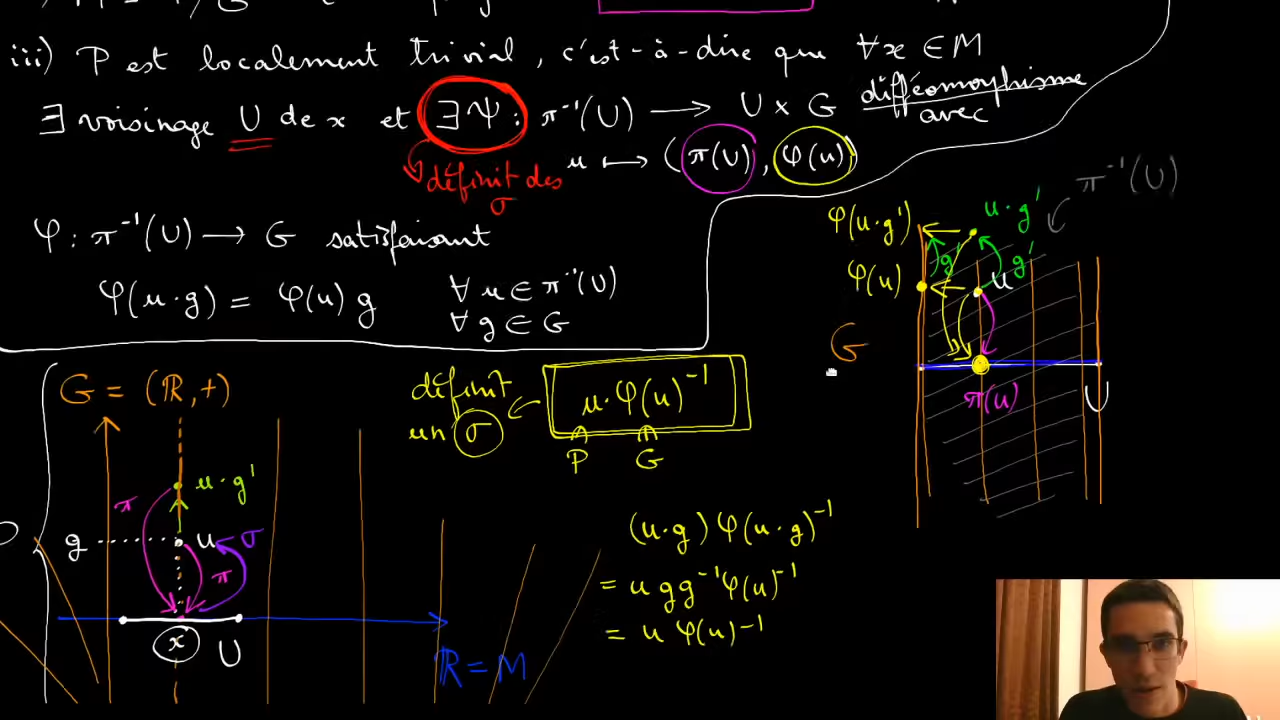 iii) P est localement trivial, c'est-à-dire que ∀x ∈ M
∃ voisinage U de x et ∃Ψ : π⁻¹(U) → U × G difféomorphisme
avec
u ↦ (π(U), φ(u))
définit des
σ
φ : π⁻¹(U) → G satisfaisant
φ(u·g) = φ(u) g ∀ u ∈ π⁻¹(U)
∀ g ∈ G
π⁻¹(U)
φ(u·g') u·g'
g' g'
φ(u) u
G
π(u) U
G = (ℝ,+)
π u·g'
g u σ
π
x U
ℝ = M
définit
un σ
u·φ(u)⁻¹
P G
(u·g) φ(u·g)⁻¹
= u g g⁻¹ φ(u)⁻¹
= u φ(u)⁻¹